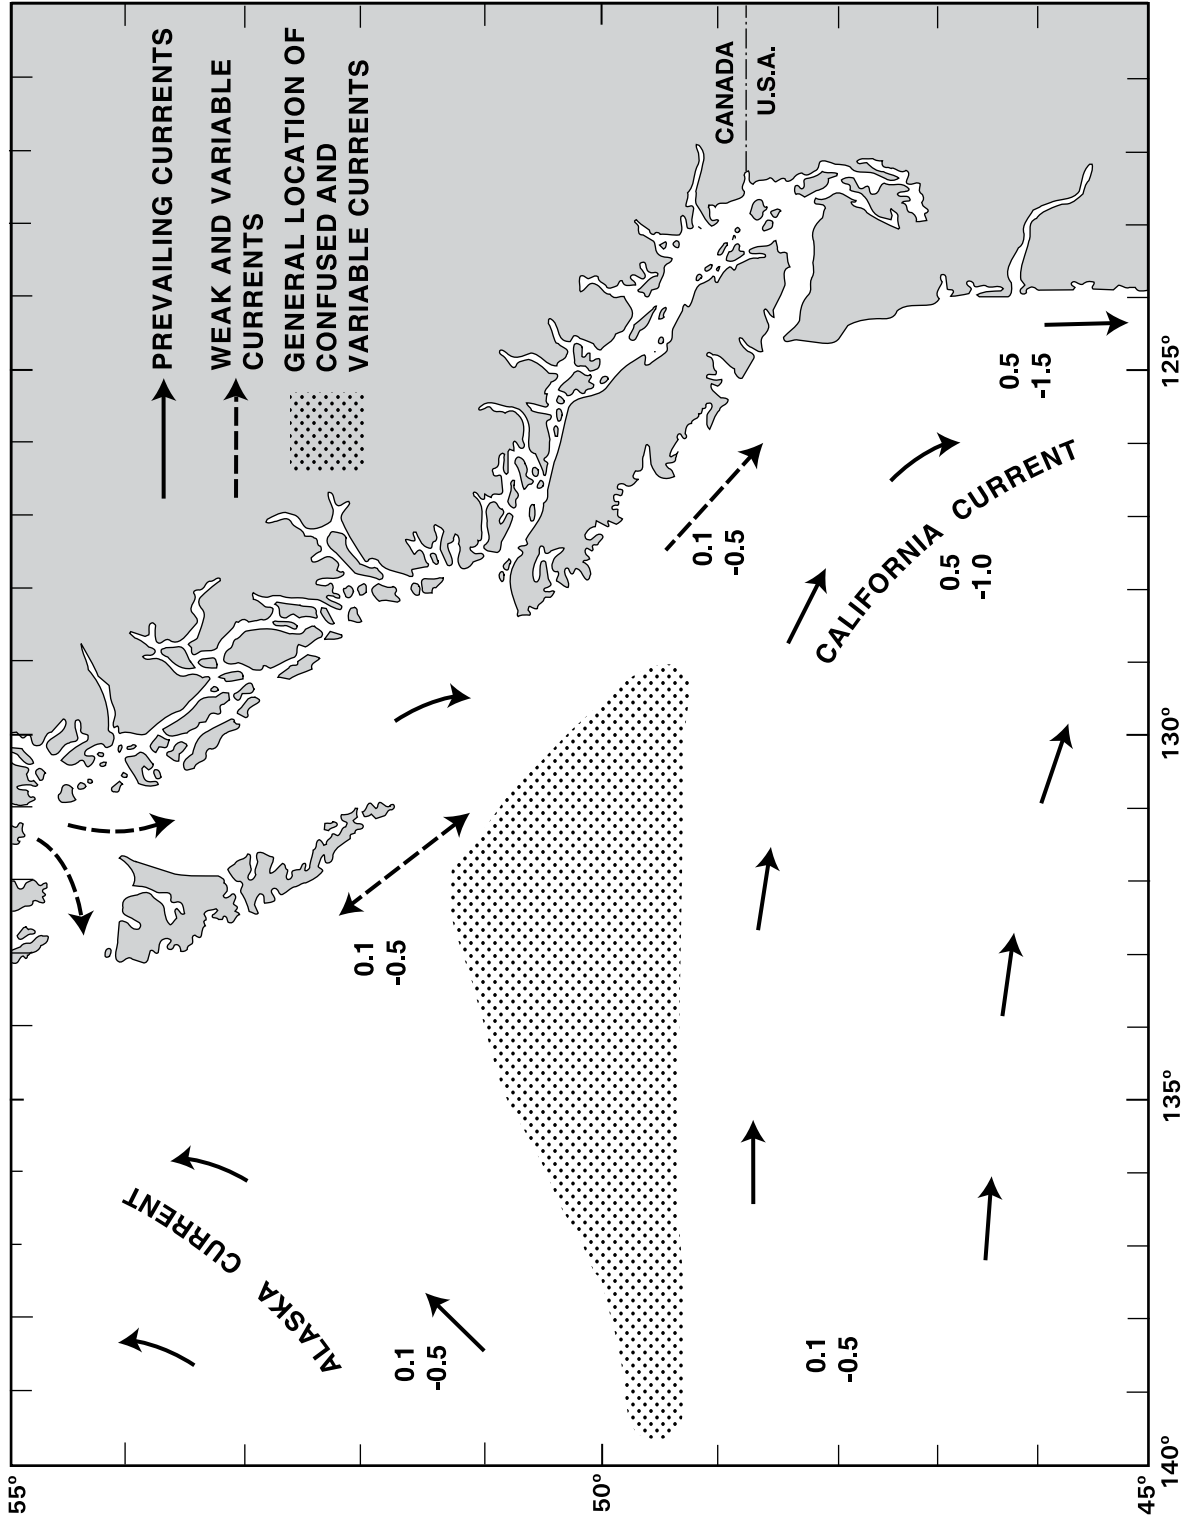 PREVAILING CURRENTS
WEAK AND VARIABLE
CURRENTS
GENERAL LOCATION OF
CONFUSED AND
VARIABLE CURRENTS
CANADA
U.S.A.
ALASKA CURRENT
0.1
-0.5
0.1
-0.5
0.1
-0.5
0.1
-0.5
CALIFORNIA CURRENT
0.5
-1.0
0.5
-1.5
55°
50°
45°
140°
135°
130°
125°